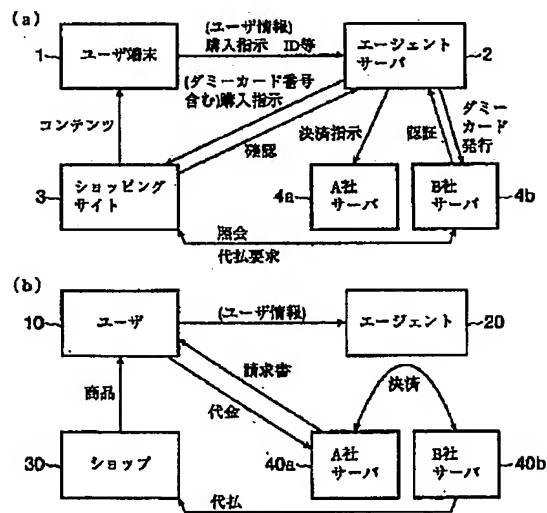 (a)
(ユーザ情報)
購入指示 ID等
1
ユーザ端末
エージェント
サーバ
2
(ダミーカード番号
含む)購入指示
コンテンツ
確認
決済指示
認証
ダミー
カード
発行
3
ショッピング
サイト
4a
A社
サーバ
B社
サーバ
4b
照会
代払要求
(b)
10
ユーザ
(ユーザ情報)
エージェント
20
請求書
決済
商品
代金
30
ショップ
40a
A社
サーバ
B社
サーバ
40b
代払